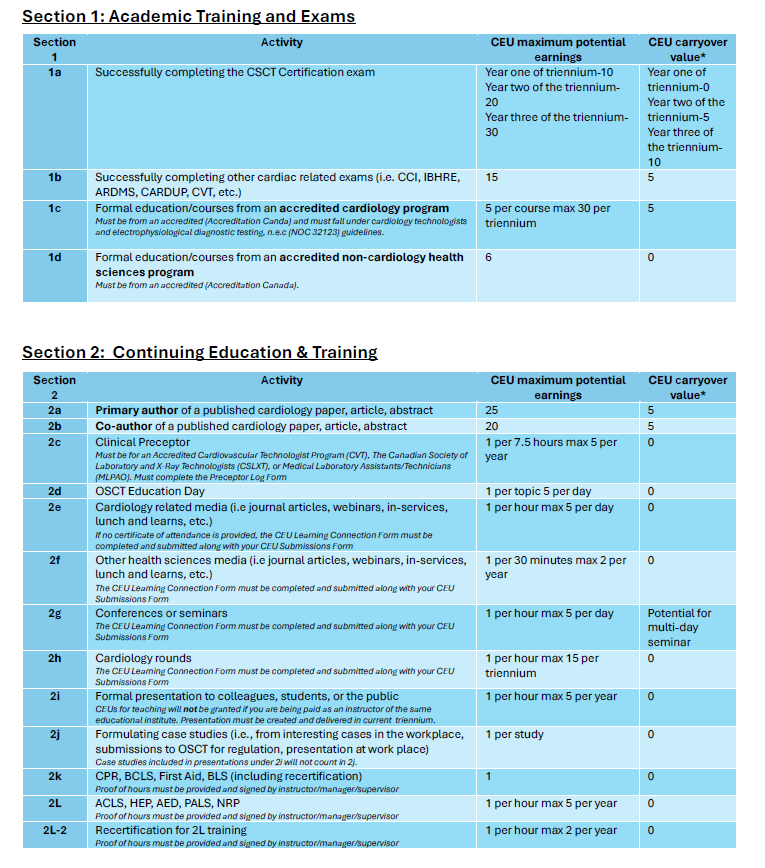 Section 1: Academic Training and Exams
Section 1 Activity CEU maximum potential earnings CEU carryover value*
1a Successfully completing the CSCT Certification exam
Year one of triennium-10
Year two of the triennium-
20
Year three of the triennium-
30
Year one of
triennium-0
Year two of the
triennium-5
Year three of
the triennium-
10
1b Successfully completing other cardiac related exams (i.e. CCI, IBHRE,
ARDMS, CARDUP, CVT, etc.)
15 5
1c Formal education/courses from an accredited cardiology program
Must be from an accredited (Accreditation Canda) and must fall under cardiology technologists
and electrophysiological diagnostic testing, n.e.c (NOC 32123) guidelines.
5 per course max 30 per
triennium
5
1d Formal education/courses from an accredited non-cardiology health
sciences program
Must be from an accredited (Accreditation Canada).
6 0
Section 2: Continuing Education & Training
Section 2 Activity CEU maximum potential earnings CEU carryover value*
2a Primary author of a published cardiology paper, article, abstract 25 5
2b Co-author of a published cardiology paper, article, abstract 20 5
2c Clinical Preceptor
Must be for an Accredited Cardiovascular Technologist Program (CVT), The Canadian Society of
Laboratory and X-Ray Technologists (CSLXT), or Medical Laboratory Assistants/Technicians
(MLPAO). Must complete the Preceptor Log Form
1 per 7.5 hours max 5 per
year
0
2d OSCT Education Day 1 per topic 5 per day 0
2e Cardiology related media (i.e journal articles, webinars, in-services,
lunch and learns, etc.)
If no certificate of attendance is provided, the CEU Learning Connection Form must be
completed and submitted along with your CEU Submissions Form
1 per hour max 5 per day 0
2f Other health sciences media (i.e journal articles, webinars, in-services,
lunch and learns, etc.)
The CEU Learning Connection Form must be completed and submitted along with your CEU
Submissions Form
1 per 30 minutes max 2 per
year
0
2g Conferences or seminars
The CEU Learning Connection Form must be completed and submitted along with your CEU
Submissions Form
1 per hour max 5 per day
Potential for
multi-day
seminar
2h Cardiology rounds
The CEU Learning Connection Form must be completed and submitted along with your CEU
Submissions Form
1 per hour max 15 per
triennium
0
2i Formal presentation to colleagues, students, or the public
CEUs for teaching will not be granted if you are being paid as an instructor of the same
educational institute. Presentation must be created and delivered in current triennium.
1 per hour max 5 per year 0
2j Formulating case studies (i.e., from interesting cases in the workplace,
submissions to OSCT for regulation, presentation at work place)
Case studies included in presentations under 2i will not count in 2j.
1 per study 0
2k CPR, BCLS, First Aid, BLS (including recertification)
Proof of hours must be provided and signed by instructor/manager/supervisor
1 0
2L ACLS, HEP, AED, PALS, NRP
Proof of hours must be provided and signed by instructor/manager/supervisor
1 per hour max 5 per year 0
2L-2 Recertification for 2L training
Proof of hours must be provided and signed by instructor/manager/supervisor
1 per hour max 2 per year 0